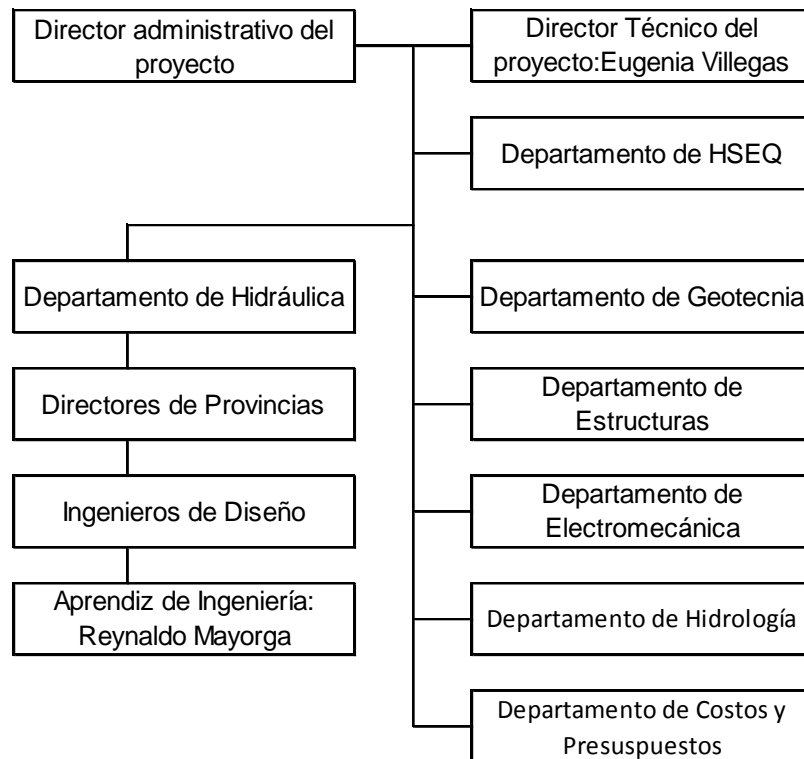 Director administrativo del
proyecto
Director Técnico del
proyecto:Eugenia Villegas
Departamento de HSEQ
Departamento de Hidráulica
Departamento de Geotecnia
Directores de Provincias
Departamento de
Estructuras
Ingenieros de Diseño
Departamento de
Electromecánica
Aprendiz de Ingeniería:
Reynaldo Mayorga
Departamento de Hidrología
Departamento de Costos y
Presuspuestos